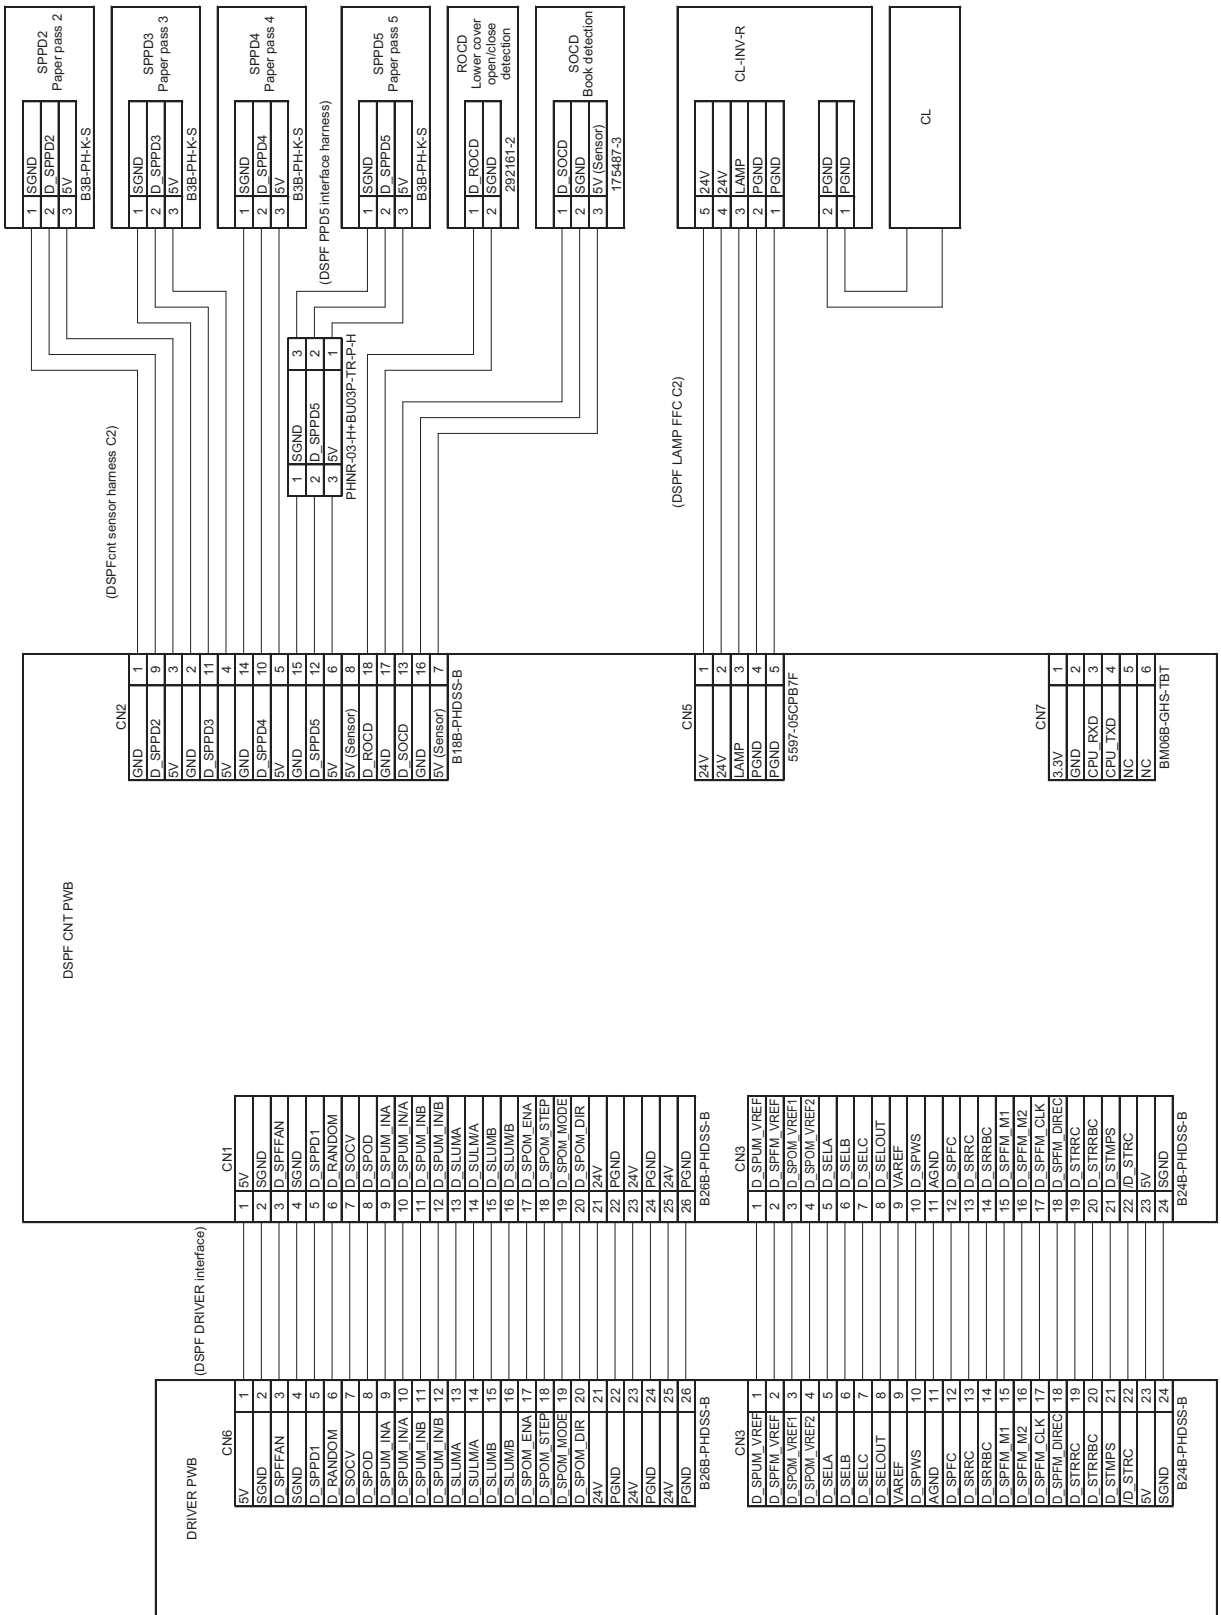 SPPD2
Paper pass 2
1 SGND
2 D_SPPD2
3 5V
B3B-PH-K-S
SPPD3
Paper pass 3
1 SGND
2 D_SPPD3
3 5V
B3B-PH-K-S
SPPD4
Paper pass 4
1 SGND
2 D_SPPD4
3 5V
B3B-PH-K-S
SPPD5
Paper pass 5
1 SGND
2 D_SPPD5
3 5V
B3B-PH-K-S
ROCD
Lower cover
open/close
detection
1 D_ROCD
2 SGND
292161-2
SOCD
Book detection
1 D_SOCD
2 SGND
3 5V (Sensor)
175487-3
CL-INV-R
5 24V
4 24V
3 LAMP
2 PGND
1 PGND
2 PGND
1 PGND
CL
(DSPF PPD5 interface harness)
1 SGND 3
2 D_SPPD5 2
3 5V 1
PHNR-03-H+BU03P-TR-P-H
(DSPFcnt sensor harness C2)
(DSPF LAMP FFC C2)
DSPF CNT PWB
CN2
GND 1
D_SPPD2 9
5V 3
GND 2
D_SPPD3 11
5V 4
GND 14
D_SPPD4 10
5V 5
GND 15
D_SPPD5 12
5V 6
5V (Sensor) 8
D_ROCD 18
GND 17
D_SOCD 13
GND 16
5V (Sensor) 7
B18B-PHDSS-B
CN5
24V 1
24V 2
LAMP 3
PGND 4
PGND 5
5597-05CPB7F
CN7
3.3V 1
GND 2
CPU_RXD 3
CPU_TXD 4
NC 5
NC 6
BM06B-GHS-TBT
CN1
1 5V
2 SGND
3 D_SPFFAN
4 SGND
5 D_SPPD1
6 D_RANDOM
7 D_SOCV
8 D_SPOD
9 D_SPUM_INA
10 D_SPUM_IN/A
11 D_SPUM_INB
12 D_SPUM_IN/B
13 D_SLUMA
14 D_SULM/A
15 D_SLUMB
16 D_SLUM/B
17 D_SPOM_ENA
18 D_SPOM_STEP
19 D_SPOM_MODE
20 D_SPOM_DIR
21 24V
22 PGND
23 24V
24 PGND
25 24V
26 PGND
B26B-PHDSS-B
CN3
1 D_SPUM_VREF
2 D_SPFM_VREF
3 D_SPOM_VREF1
4 D_SPOM_VREF2
5 D_SELA
6 D_SELB
7 D_SELC
8 D_SELOUT
9 VAREF
10 D_SPWS
11 AGND
12 D_SPFC
13 D_SRRC
14 D_SRRBC
15 D_SPFM_M1
16 D_SPFM_M2
17 D_SPFM_CLK
18 D_SPFM_DIREC
19 D_STRRC
20 D_STRRBC
21 D_STMPS
22 /D_STRC
23 5V
24 SGND
B24B-PHDSS-B
(DSPF DRIVER interface)
DRIVER PWB
CN6
5V 1
SGND 2
D_SPFFAN 3
SGND 4
D_SPPD1 5
D_RANDOM 6
D_SOCV 7
D_SPOD 8
D_SPUM_INA 9
D_SPUM_IN/A 10
D_SPUM_INB 11
D_SPUM_IN/B 12
D_SLUMA 13
D_SULM/A 14
D_SLUMB 15
D_SLUM/B 16
D_SPOM_ENA 17
D_SPOM_STEP 18
D_SPOM_MODE 19
D_SPOM_DIR 20
24V 21
PGND 22
24V 23
PGND 24
24V 25
PGND 26
B26B-PHDSS-B
CN3
D_SPUM_VREF 1
D_SPFM_VREF 2
D_SPOM_VREF1 3
D_SPOM_VREF2 4
D_SELA 5
D_SELB 6
D_SELC 7
D_SELOUT 8
VAREF 9
D_SPWS 10
AGND 11
D_SPFC 12
D_SRRC 13
D_SRRBC 14
D_SPFM_M1 15
D_SPFM_M2 16
D_SPFM_CLK 17
D_SPFM_DIREC 18
D_STRRC 19
D_STRRBC 20
D_STMPS 21
/D_STRC 22
5V 23
SGND 24
B24B-PHDSS-B